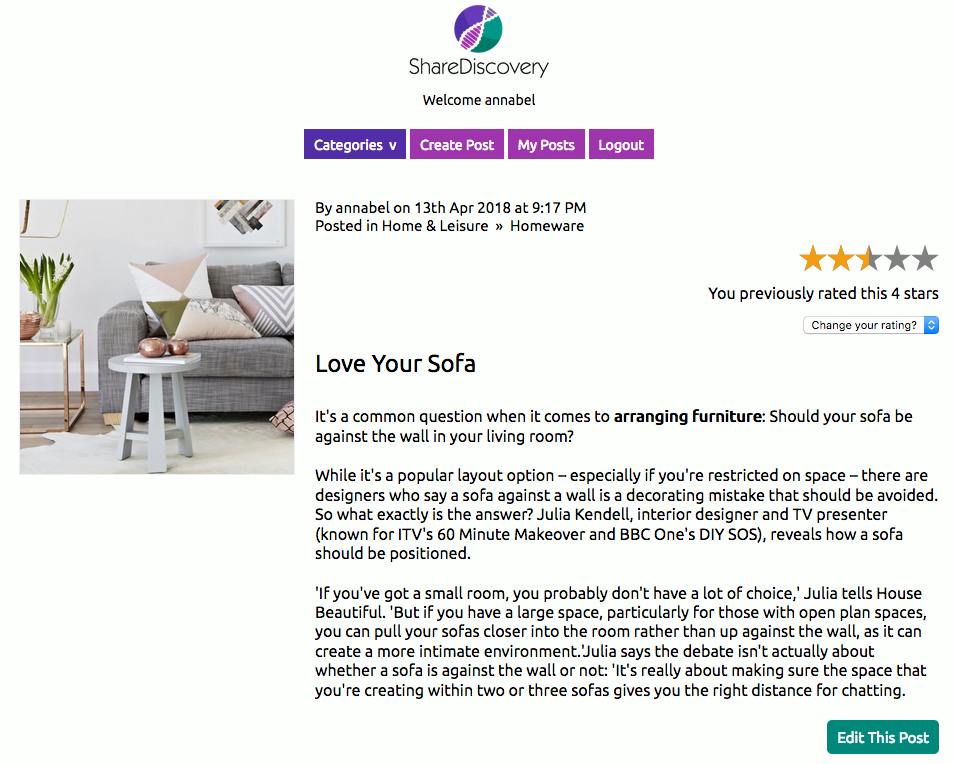 ShareDiscovery
Welcome annabel
Categories v Create Post My Posts Logout
By annabel on 13th Apr 2018 at 9:17 PM
Posted in Home & Leisure » Homeware
You previously rated this 4 stars
Change your rating?
Love Your Sofa
It's a common question when it comes to arranging furniture: Should your sofa be
against the wall in your living room?
While it's a popular layout option – especially if you're restricted on space – there are
designers who say a sofa against a wall is a decorating mistake that should be avoided.
So what exactly is the answer? Julia Kendell, interior designer and TV presenter
(known for ITV's 60 Minute Makeover and BBC One's DIY SOS), reveals how a sofa
should be positioned.
'If you've got a small room, you probably don't have a lot of choice,' Julia tells House
Beautiful. 'But if you have a large space, particularly for those with open plan spaces,
you can pull your sofas closer into the room rather than up against the wall, as it can
create a more intimate environment.'Julia says the debate isn't actually about
whether a sofa is against the wall or not: 'It's really about making sure the space that
you're creating within two or three sofas gives you the right distance for chatting.
Edit This Post